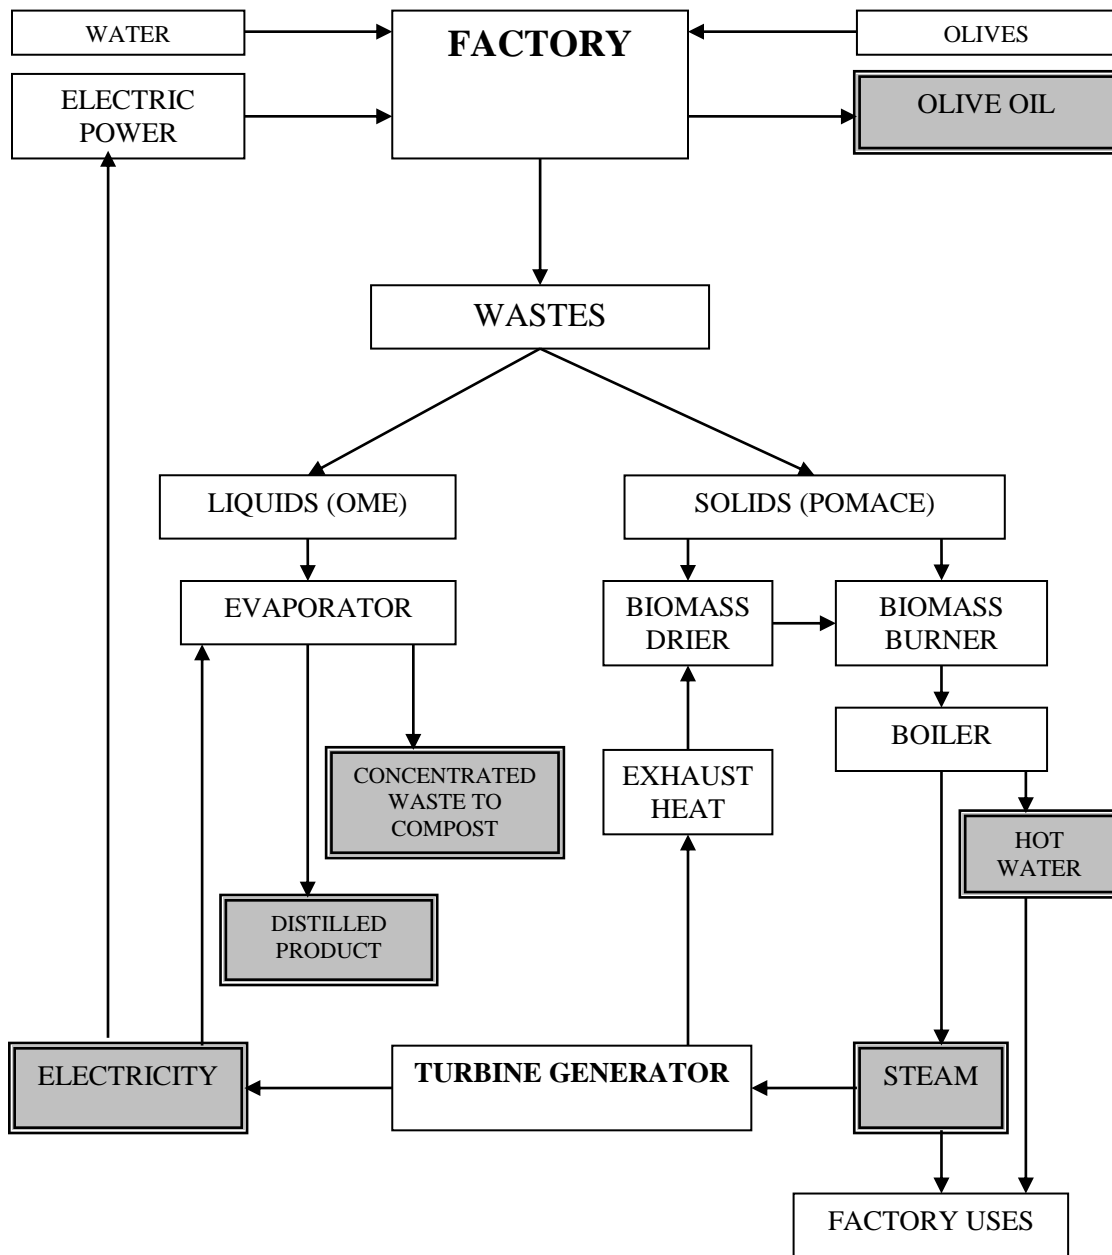 WATER
FACTORY
OLIVES
ELECTRIC
POWER
OLIVE OIL
WASTES
LIQUIDS (OME)
SOLIDS (POMACE)
EVAPORATOR
BIOMASS
DRIER
BIOMASS
BURNER
BOILER
CONCENTRATED
WASTE TO
COMPOST
EXHAUST
HEAT
HOT
WATER
DISTILLED
PRODUCT
ELECTRICITY
TURBINE GENERATOR
STEAM
FACTORY USES